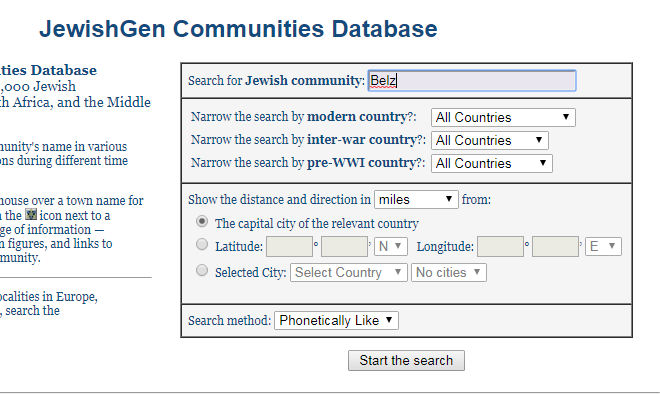 JewishGen Communities Database
ties Database
,000 Jewish
th Africa, and the Middle
munity's name in various
ons during different time
mouse over a town name for
n the icon next to a
ge of information —
n figures, and links to
mmunity.
ocalities in Europe,
, search the
Search for Jewish community: Belz
Narrow the search by modern country?: All Countries
Narrow the search by inter-war country?: All Countries
Narrow the search by pre-WWI country?: All Countries
Show the distance and direction in miles from:
The capital city of the relevant country
Latitude: ° ' N Longitude: ° ' E
Selected City: Select Country No cities
Search method: Phonetically Like
Start the search